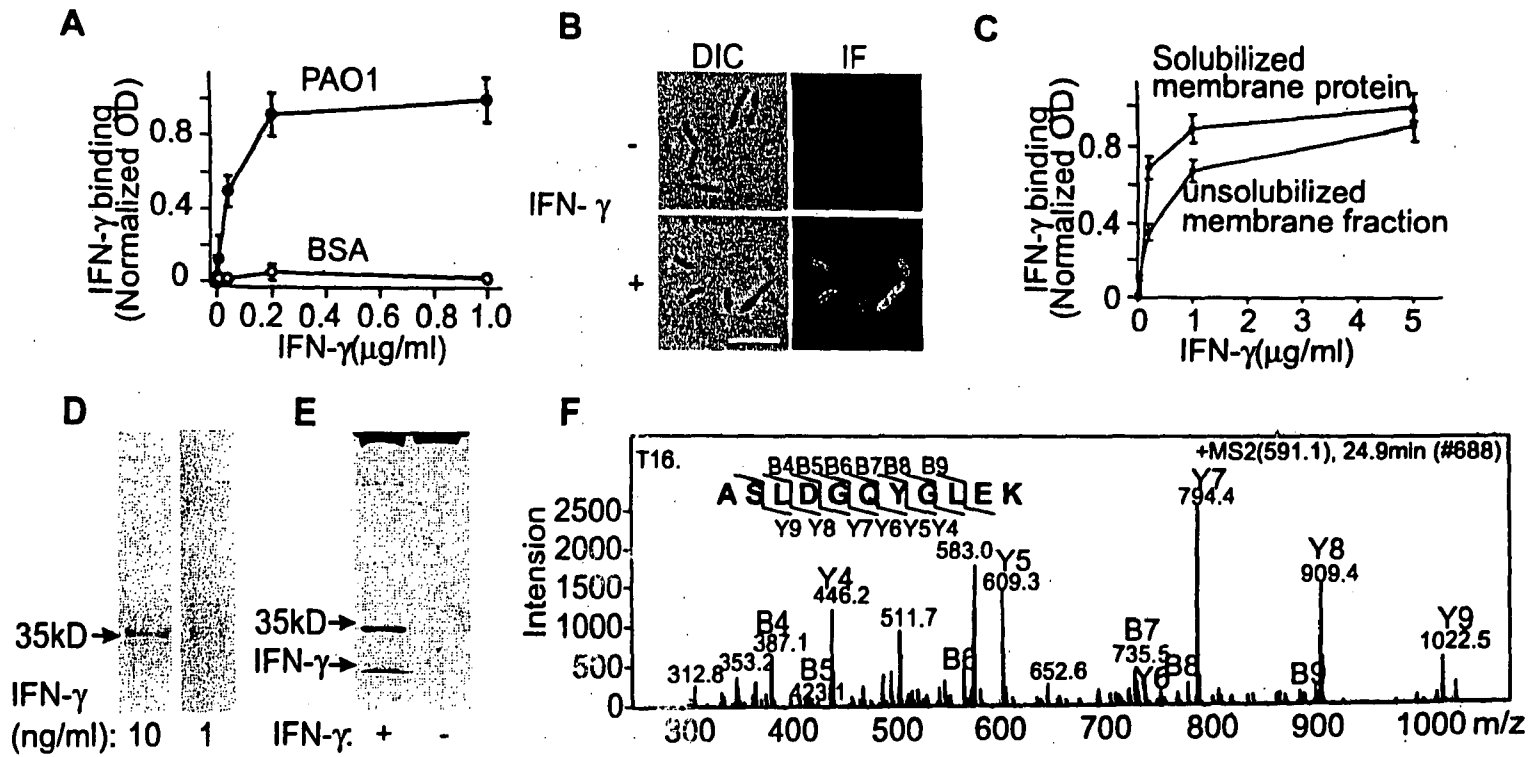 A
IFN-γ binding
(Normalized OD)
0.8
0.4
0
PAO1
BSA
0 0.2 0.4 0.6 0.8 1.0
IFN-γ(μg/ml)
B
DIC IF
-
IFN- γ
+
C
IFN-γ binding
(Normalized OD)
0.8
0.4
0
Solubilized
membrane protein
unsolubilized
membrane fraction
0 1 2 3 4 5
IFN-γ(μg/ml)
D
35kD
IFN-γ
(ng/ml): 10 1
E
35kD
IFN-γ
IFN-γ: + -
F
T16.
+MS2(591.1), 24.9min (#688)
B4 B5 B6 B7 B8 B9
A S L D G Q Y G L E K
Y9 Y8 Y7 Y6 Y5 Y4
Intension
2500
2000
1500
1000
500
0
312.8
353.2
B4
387.1
B5
423.1
Y4
446.2
511.7
B6
583.0
Y5
609.3
652.6
B7
735.5
Y6
B8
Y7
794.4
B9
Y8
909.4
Y9
1022.5
300 400 500 600 700 800 900 1000 m/z